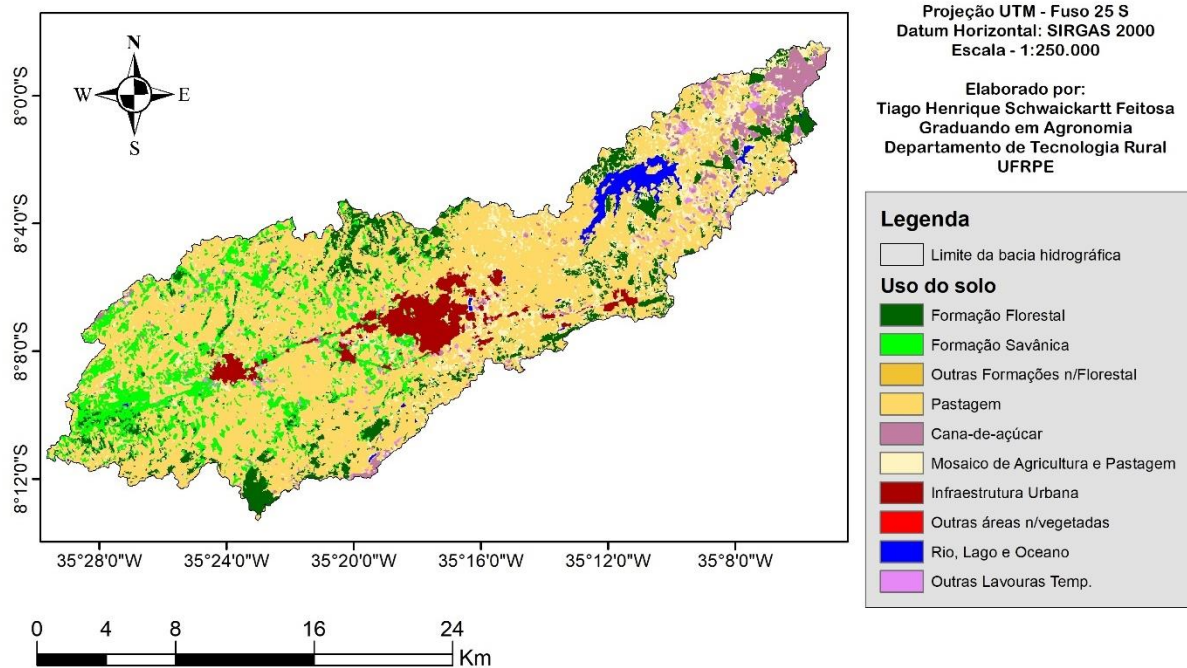 Projeção UTM - Fuso 25 S
Datum Horizontal: SIRGAS 2000
Escala - 1:250.000
Elaborado por:
Tiago Henrique Schwaickartt Feitosa
Graduando em Agronomia
Departamento de Tecnologia Rural
UFRPE
N
W
E
S
8°0'0"S
8°4'0"S
8°8'0"S
8°12'0"S
35°28'0"W
35°24'0"W
35°20'0"W
35°16'0"W
35°12'0"W
35°8'0"W
Legenda
Limite da bacia hidrográfica
Uso do solo
Formação Florestal
Formação Savânica
Outras Formações n/Florestal
Pastagem
Cana-de-açúcar
Mosaico de Agricultura e Pastagem
Infraestrutura Urbana
Outras áreas n/vegetadas
Rio, Lago e Oceano
Outras Lavouras Temp.
0 4 8 16 24
Km